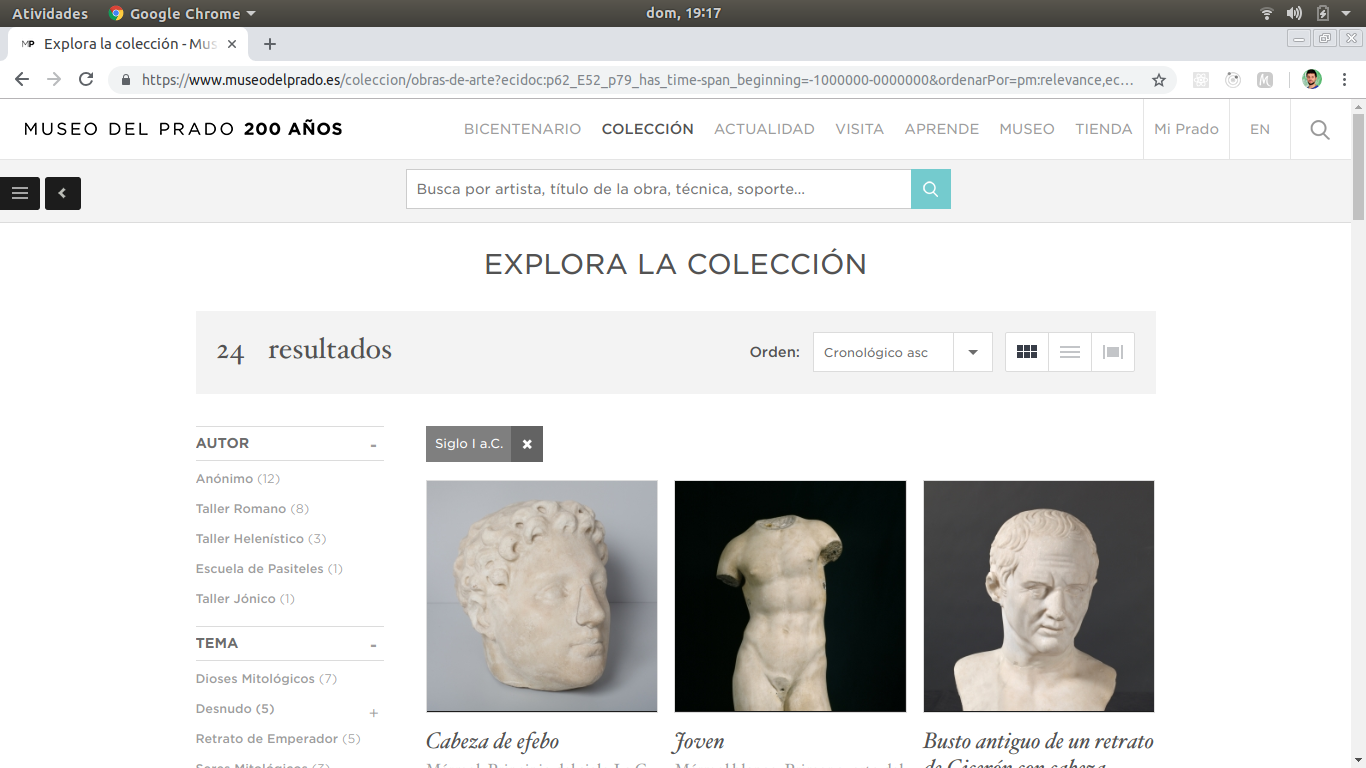 Atividades Google Chrome dom, 19:17
Explora la colección - Mus
https://www.museodelprado.es/coleccion/obras-de-arte?ecidoc:p62_E52_p79_has_time-span_beginning=-1000000-0000000&ordenarPor=pm:relevance,ec...
MUSEO DEL PRADO 200 AÑOS BICENTENARIO COLECCIÓN ACTUALIDAD VISITA APRENDE MUSEO TIENDA Mi Prado EN
Busca por artista, título de la obra, técnica, soporte...
EXPLORA LA COLECCIÓN
24 resultados Orden: Cronológico asc
Siglo I a.C.
AUTOR -
Anónimo (12)
Taller Romano (8)
Taller Helenístico (3)
Escuela de Pasiteles (1)
Taller Jónico (1)
TEMA -
Dioses Mitológicos (7)
Desnudo (5) +
Retrato de Emperador (5)
Seres Mitológicos (3)
Cabeza de efebo
Joven
Busto antiguo de un retrato
de Cicerón con cabeza